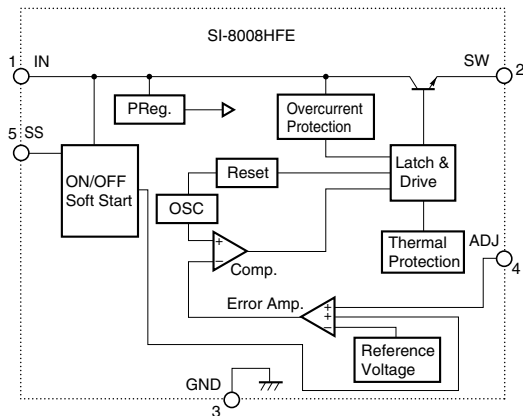 SI-8008HFE
1
IN
SW
2
PReg.
Overcurrent
Protection
5
SS
ON/OFF
Soft Start
Reset
Latch &
Drive
OSC
+
−
Comp.
Thermal
Protection
ADJ
4
Error Amp.
+
+
−
Reference
Voltage
GND
3